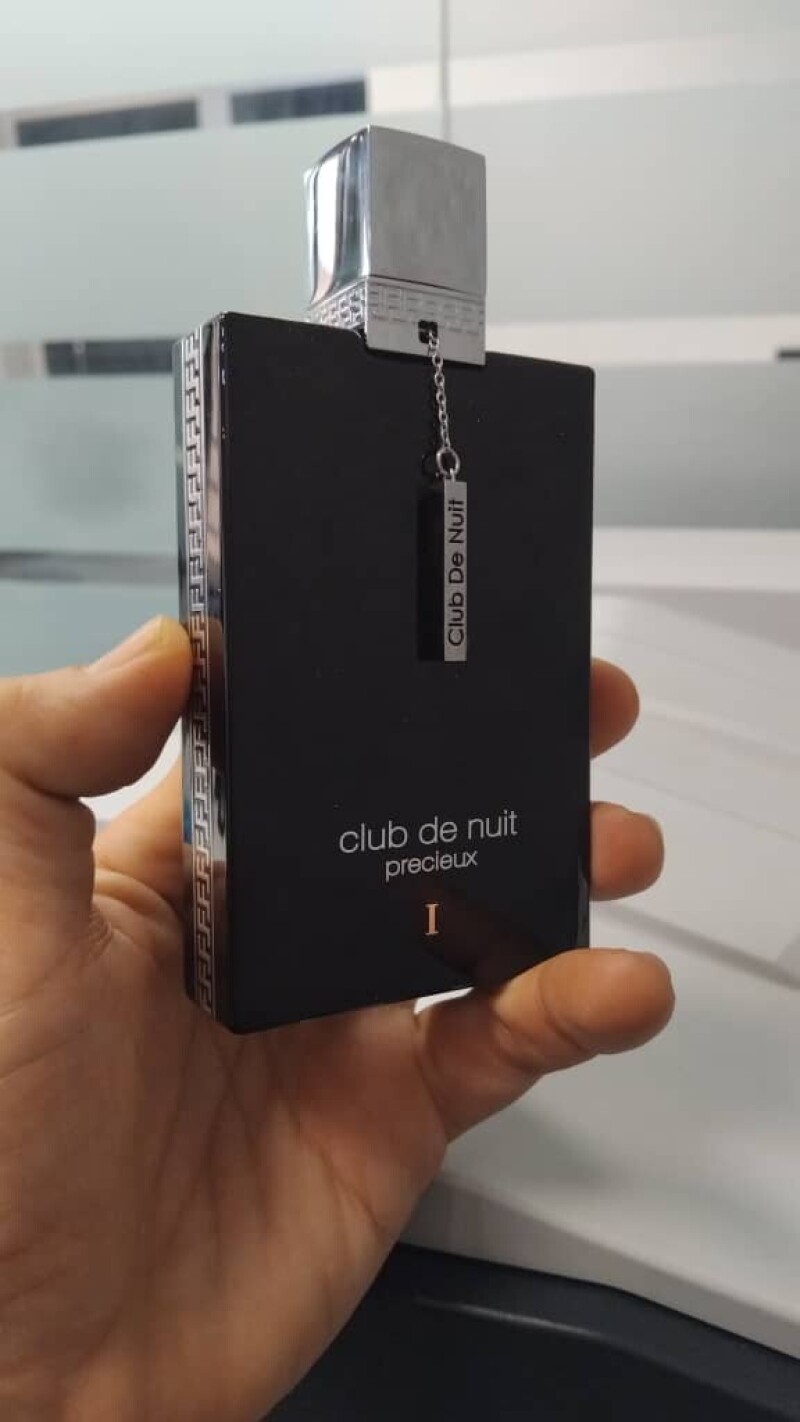 Club De Nuit
club de nuit
precieux
I